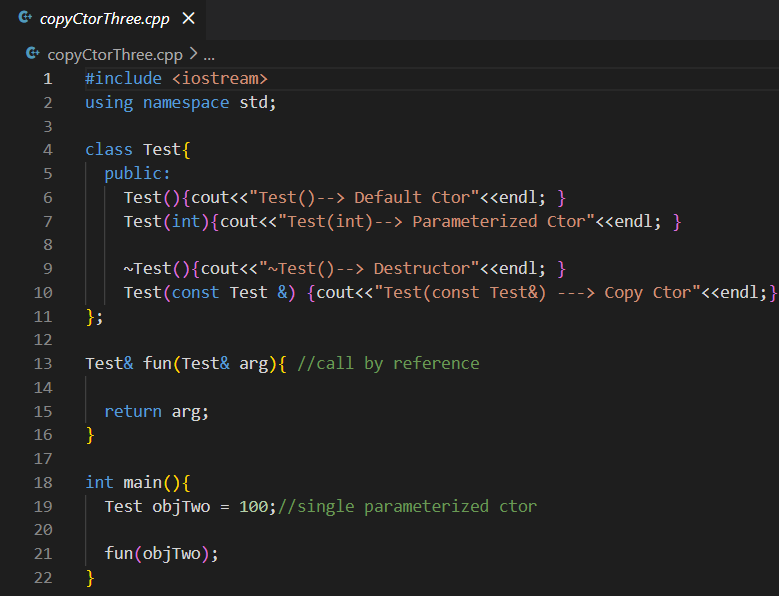 copyCtorThree.cpp ×
copyCtorThree.cpp > ...
1 #include <iostream>
2 using namespace std;
3
4 class Test{
5 public:
6 Test(){cout<<"Test()--> Default Ctor"<<endl; }
7 Test(int){cout<<"Test(int)--> Parameterized Ctor"<<endl; }
8
9 ~Test(){cout<<"~Test()--> Destructor"<<endl; }
10 Test(const Test &) {cout<<"Test(const Test&) ---> Copy Ctor"<<endl;}
11 };
12
13 Test& fun(Test& arg){ //call by reference
14
15 return arg;
16 }
17
18 int main(){
19 Test objTwo = 100;//single parameterized ctor
20
21 fun(objTwo);
22 }